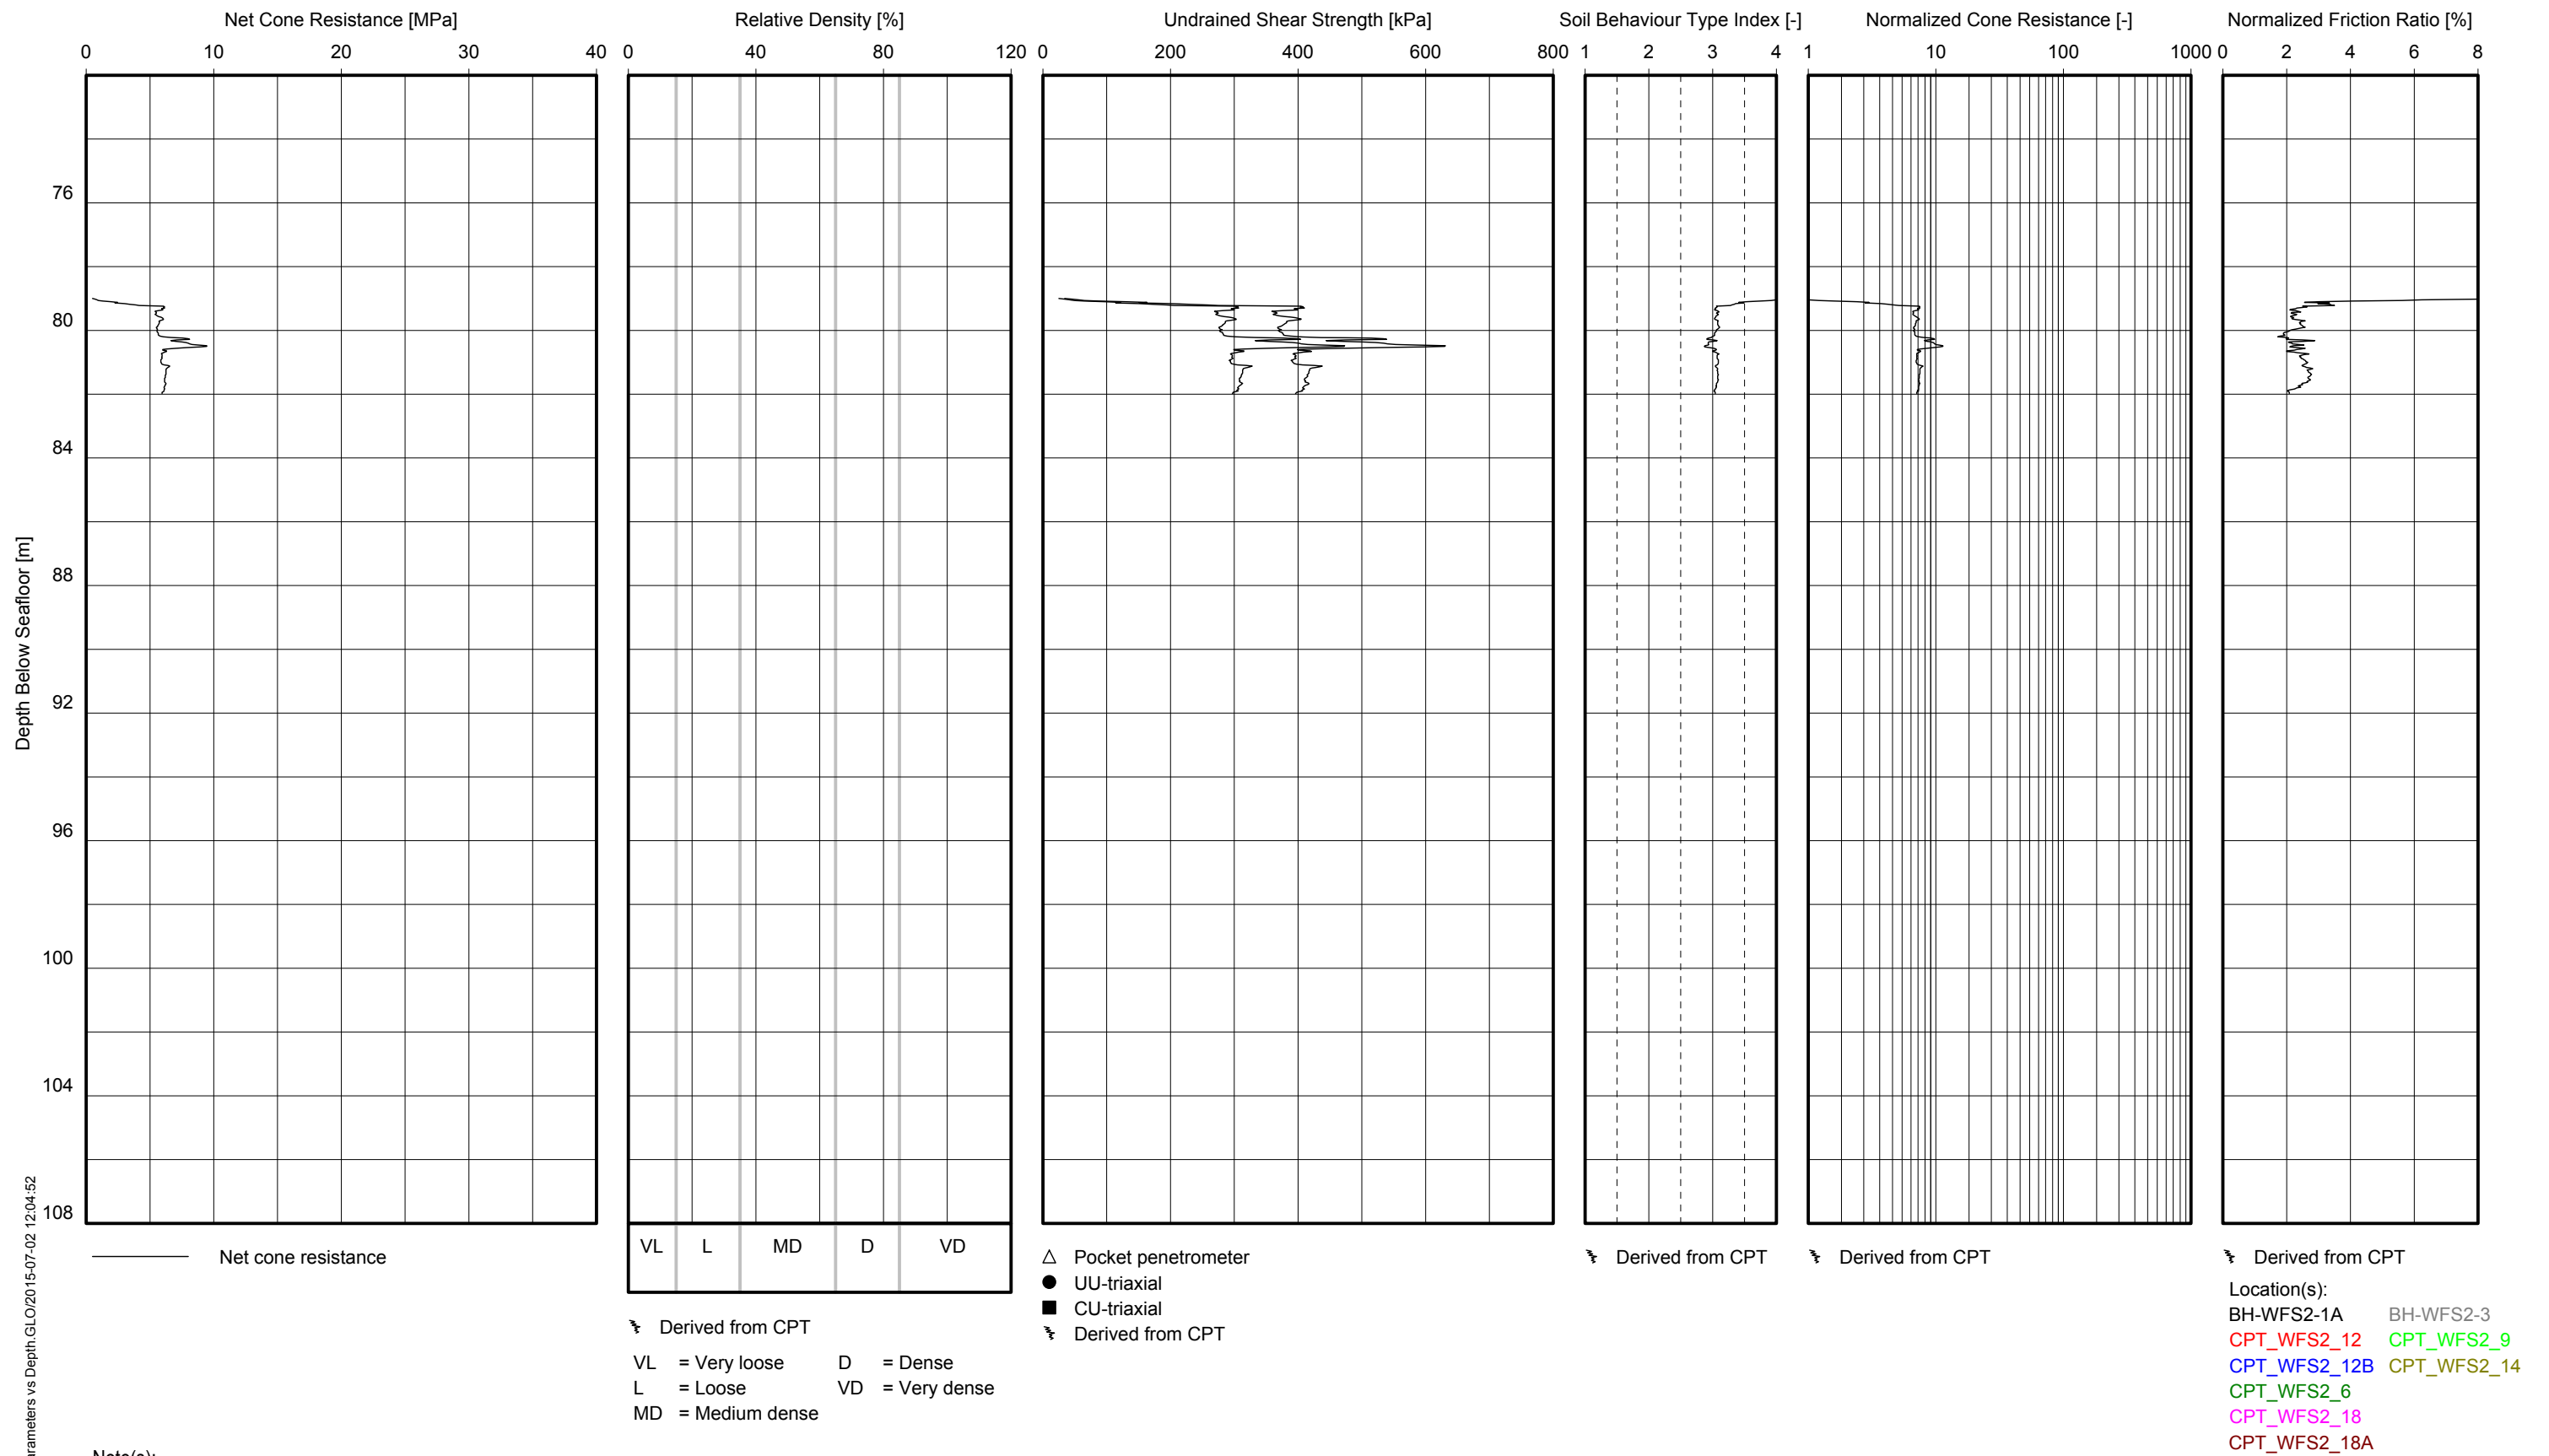 Net Cone Resistance [MPa]
Relative Density [%]
Undrained Shear Strength [kPa]
Soil Behaviour Type Index [-]
Normalized Cone Resistance [-]
Normalized Friction Ratio [%]
0 10 20 30 40
0 40 80 120
0 200 400 600 800
1 2 3 4
1 10 100 1000
0 2 4 6 8
Depth Below Seafloor [m]
76
80
84
88
92
96
100
104
108
Net cone resistance
VL L MD D VD
Derived from CPT
VL = Very loose D = Dense
L = Loose VD = Very dense
MD = Medium dense
Pocket penetrometer
UU-triaxial
CU-triaxial
Derived from CPT
Derived from CPT
Derived from CPT
Derived from CPT
Location(s):
BH-WFS2-1A BH-WFS2-3
CPT_WFS2_12 CPT_WFS2_9
CPT_WFS2_12B CPT_WFS2_14
CPT_WFS2_6
CPT_WFS2_18
CPT_WFS2_18A
arameters vs Depth.GLO/2015-07-02 12:04:52
Note(s):